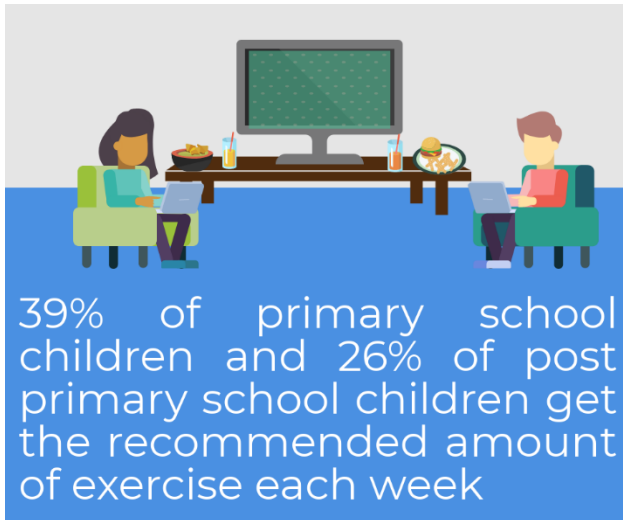 39% of primary school
children and 26% of post
primary school children get
the recommended amount
of exercise each week